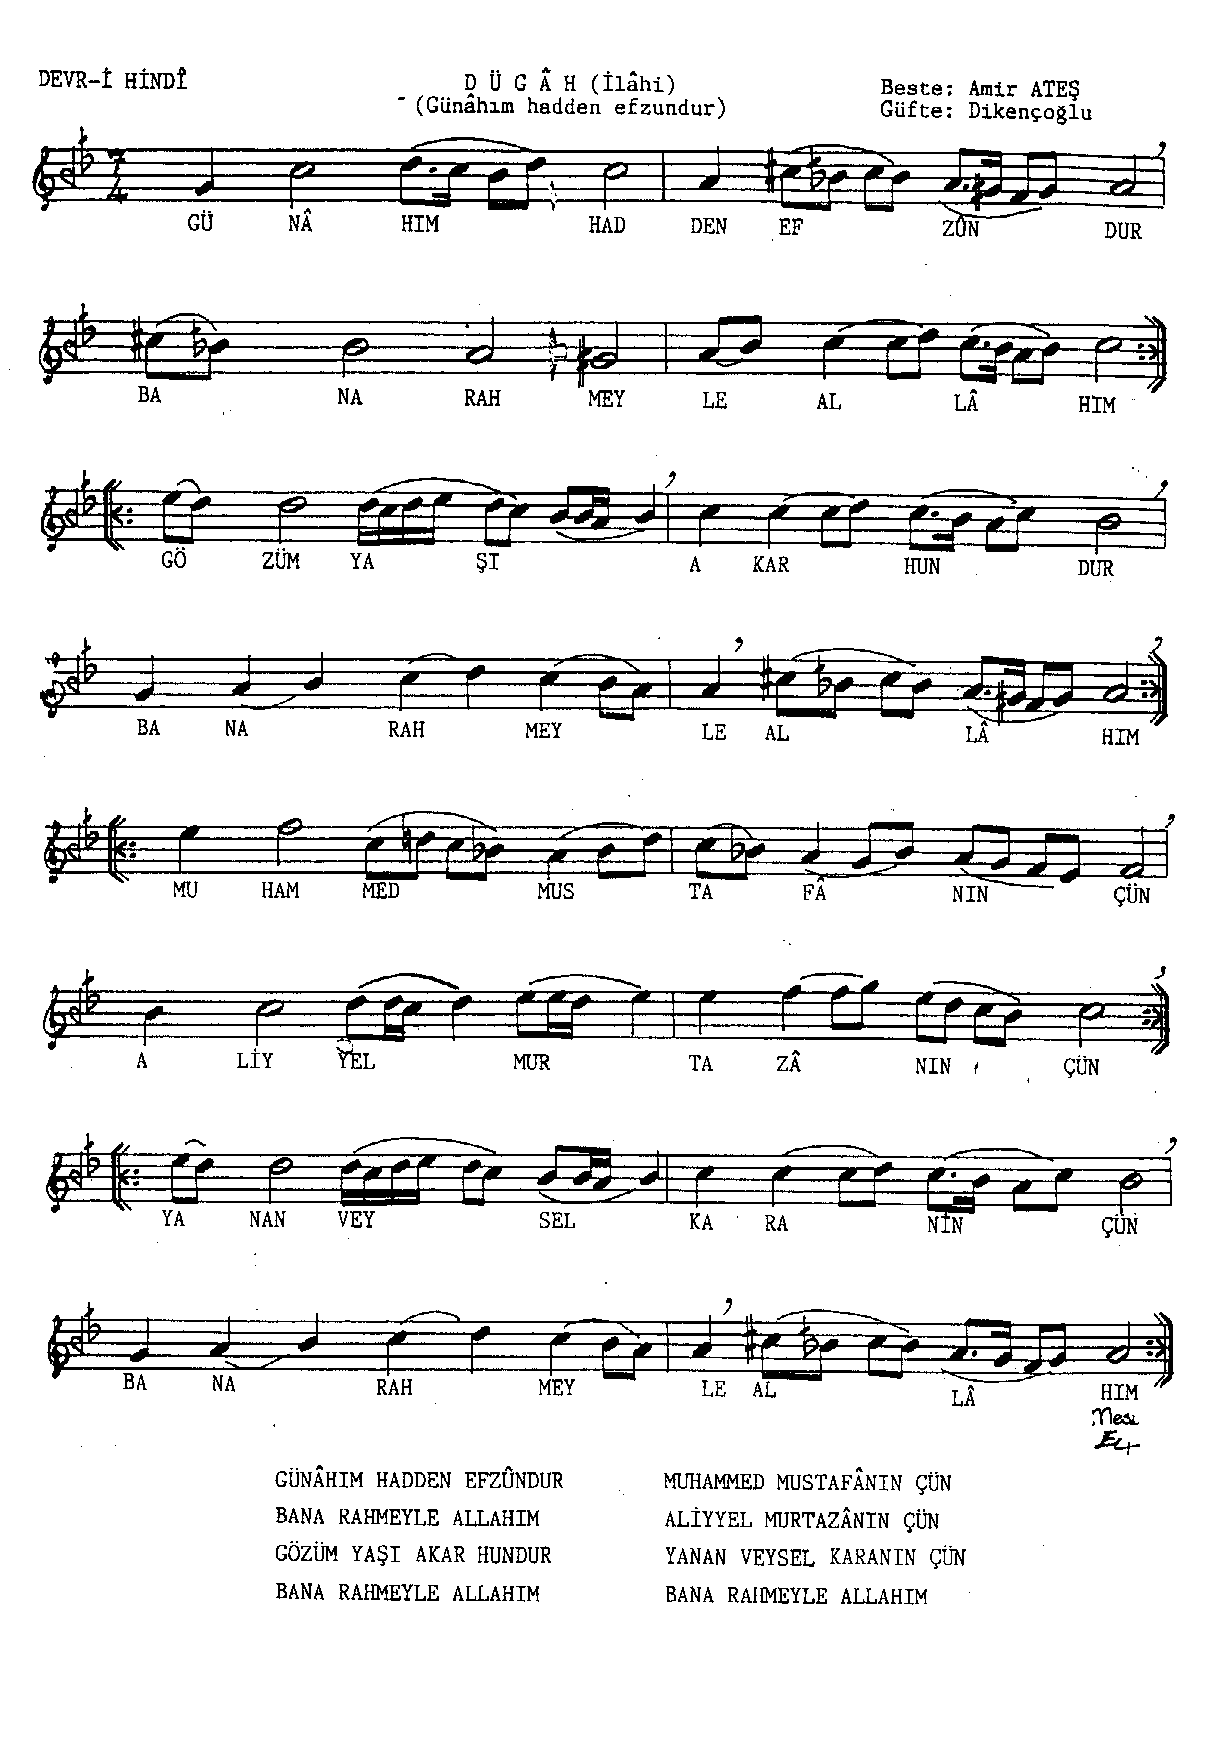 DEVR-İ HİNDÎ
D Ü G Â H (İlâhi)
(Günâhım hadden efzundur)
Beste: Amir ATEŞ
Güfte: Dikençoğlu
7
4
GÜ NÂ HIM HAD DEN EF ZÛN DUR
BA NA RAH MEY LE AL LÂ HIM
GÖ ZÜM YA ŞI A KAR HUN DUR
BA NA RAH MEY LE AL LÂ HIM
MU HAM MED MUS TA FÂ NIN ÇÜN
A LİY YEL MUR TA ZÂ NIN ÇÜN
YA NAN VEY SEL KA RA NİN ÇÜN
BA NA RAH MEY LE AL LÂ HIM
GÜNÂHIM HADDEN EFZÛNDUR
BANA RAHMEYLE ALLAHIM
GÖZÜM YAŞI AKAR HUNDUR
BANA RAHMEYLE ALLAHIM
MUHAMMED MUSTAFÂNIN ÇÜN
ALİYYEL MURTAZÂNIN ÇÜN
YANAN VEYSEL KARANIN ÇÜN
BANA RAHMEYLE ALLAHIM